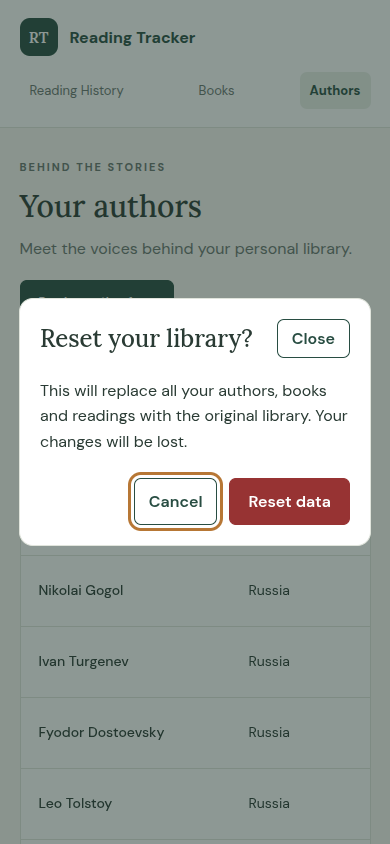 RT Reading Tracker
Reading History Books Authors
BEHIND THE STORIES
Your authors
Meet the voices behind your personal library.
Reset your library? Close
This will replace all your authors, books
and readings with the original library. Your
changes will be lost.
Cancel Reset data
Nikolai Gogol Russia
Ivan Turgenev Russia
Fyodor Dostoevsky Russia
Leo Tolstoy Russia